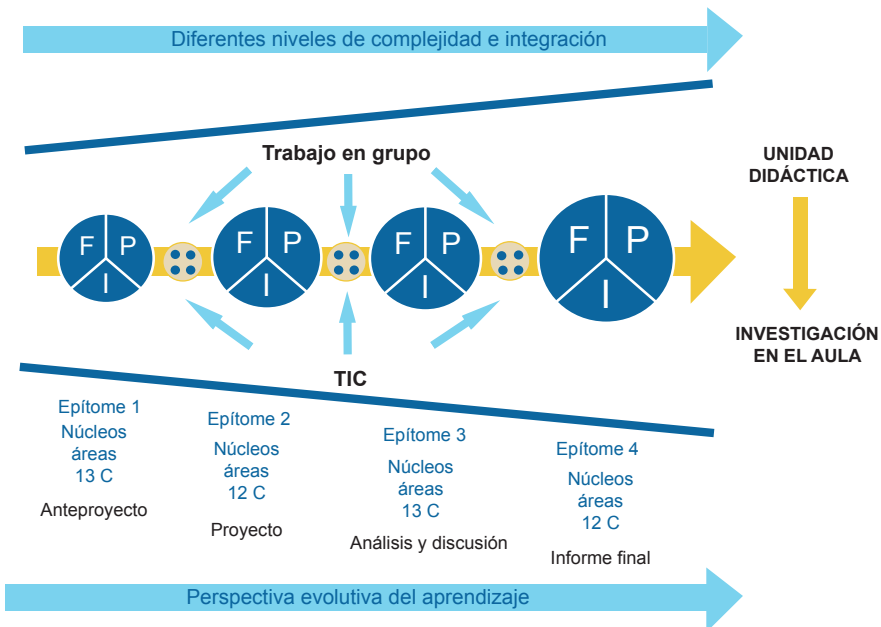 Diferentes niveles de complejidad e integración
Trabajo en grupo
UNIDAD
DIDÁCTICA
F P
I
F P
I
F P
I
F P
I
INVESTIGACIÓN
EN EL AULA
TIC
Epítome 1
Núcleos
áreas
13 C
Anteproyecto
Epítome 2
Núcleos
áreas
12 C
Proyecto
Epítome 3
Núcleos
áreas
13 C
Análisis y discusión
Epítome 4
Núcleos
áreas
12 C
Informe final
Perspectiva evolutiva del aprendizaje